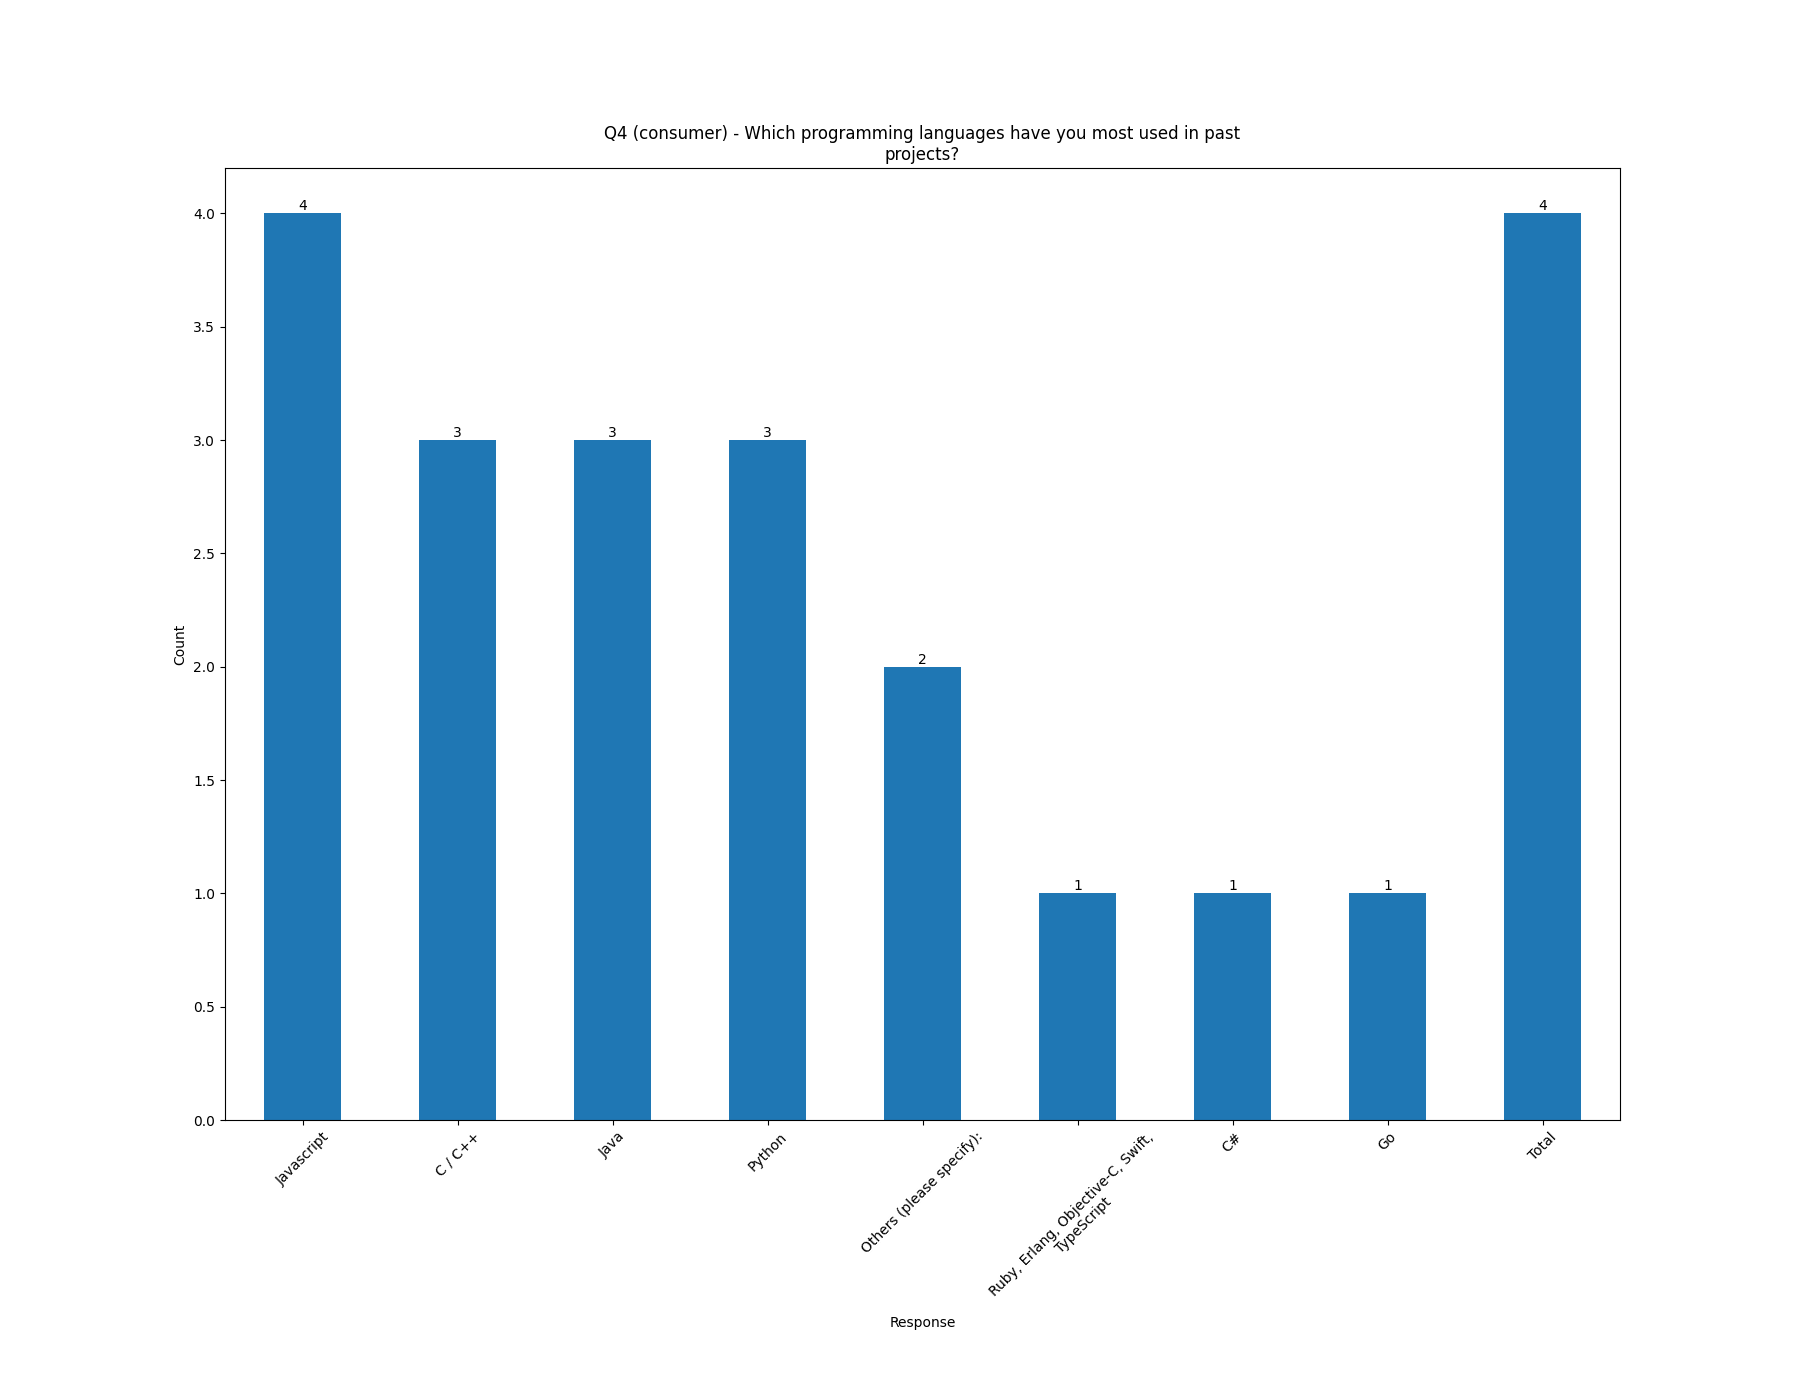 Q4 (consumer) - Which programming languages have you most used in past
projects?
4
3
3
3
2
1
1
1
4
4.0
3.5
3.0
2.5
2.0
1.5
1.0
0.5
0.0
Count
Javascript
C / C++
Java
Python
Others (please specify):
Ruby, Erlang, Objective-C, Swift,
TypeScript
C#
Go
Total
Response